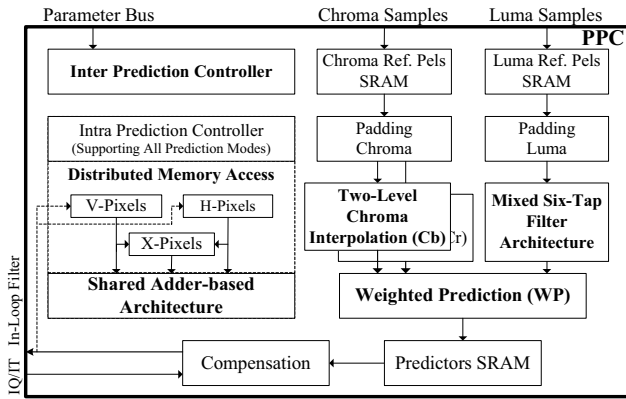 Parameter Bus
Chroma Samples
Luma Samples
PPC
Inter Prediction Controller
Chroma Ref. Pels
SRAM
Luma Ref. Pels
SRAM
Intra Prediction Controller
(Supporting All Prediction Modes)
Padding
Chroma
Padding
Luma
Distributed Memory Access
V-Pixels
H-Pixels
X-Pixels
Two-Level
Chroma
Interpolation (Cb)
Cr)
Mixed Six-Tap
Filter
Architecture
Shared Adder-based
Architecture
Weighted Prediction (WP)
In-Loop Filter
IQ/IT
Compensation
Predictors SRAM